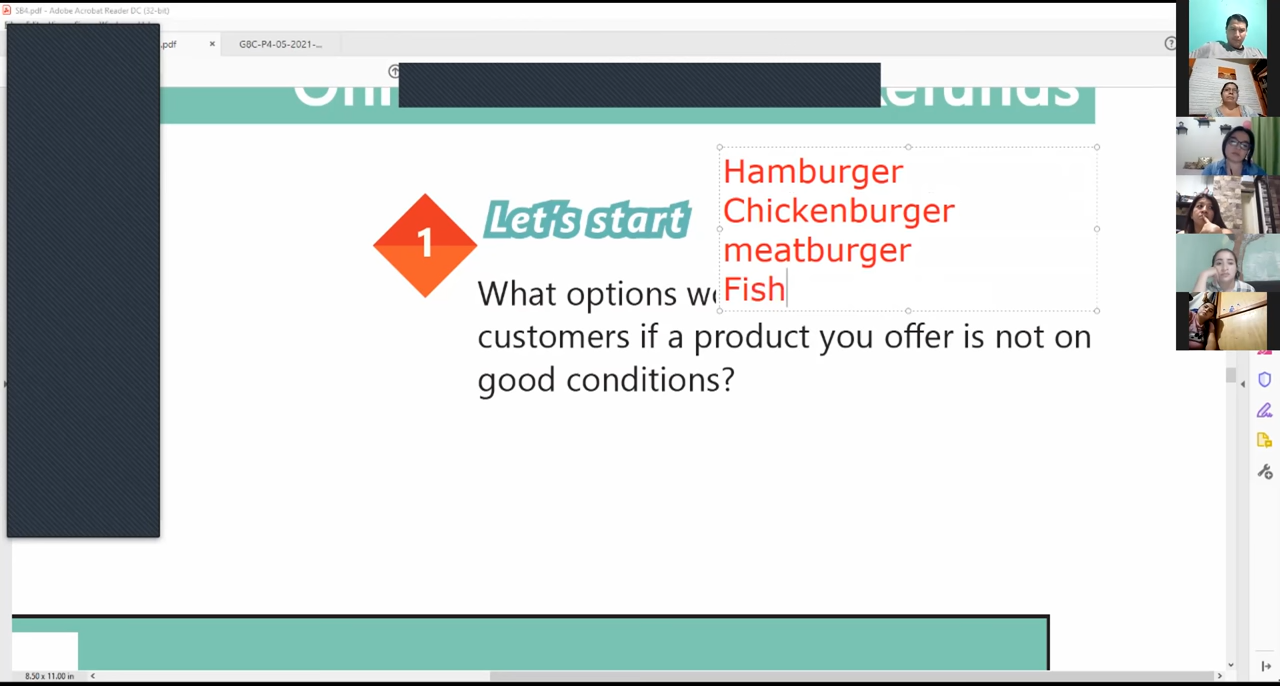 SB4.pdf - Adobe Acrobat Reader DC (32-bit)
.pdf
G8C-P4-05-2021-...
efunds
Let's start
1
Hamburger
Chickenburger
meatburger
Fish
What options
customers if a product you offer is not on
good conditions?
8.50 x 11.00 in